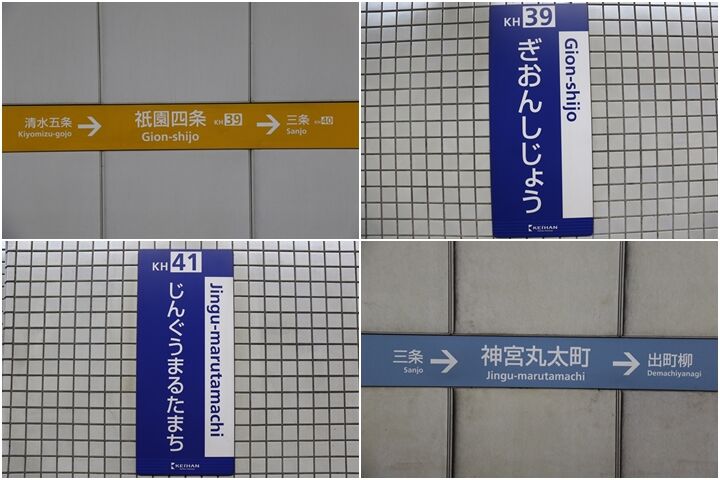 清水五条
Kiyomizu-gojo
祇園四条 KH 39
Gion-shijo
三条 KH 40
Sanjo
KH 39
ぎおんしじょう
Gion-shijo
KEIHAN
KH 41
じんぐうまるたまち
Jingu-marutamachi
KEIHAN
三条
Sanjo
神宮丸太町
Jingu-marutamachi
出町柳
Demachiyanagi